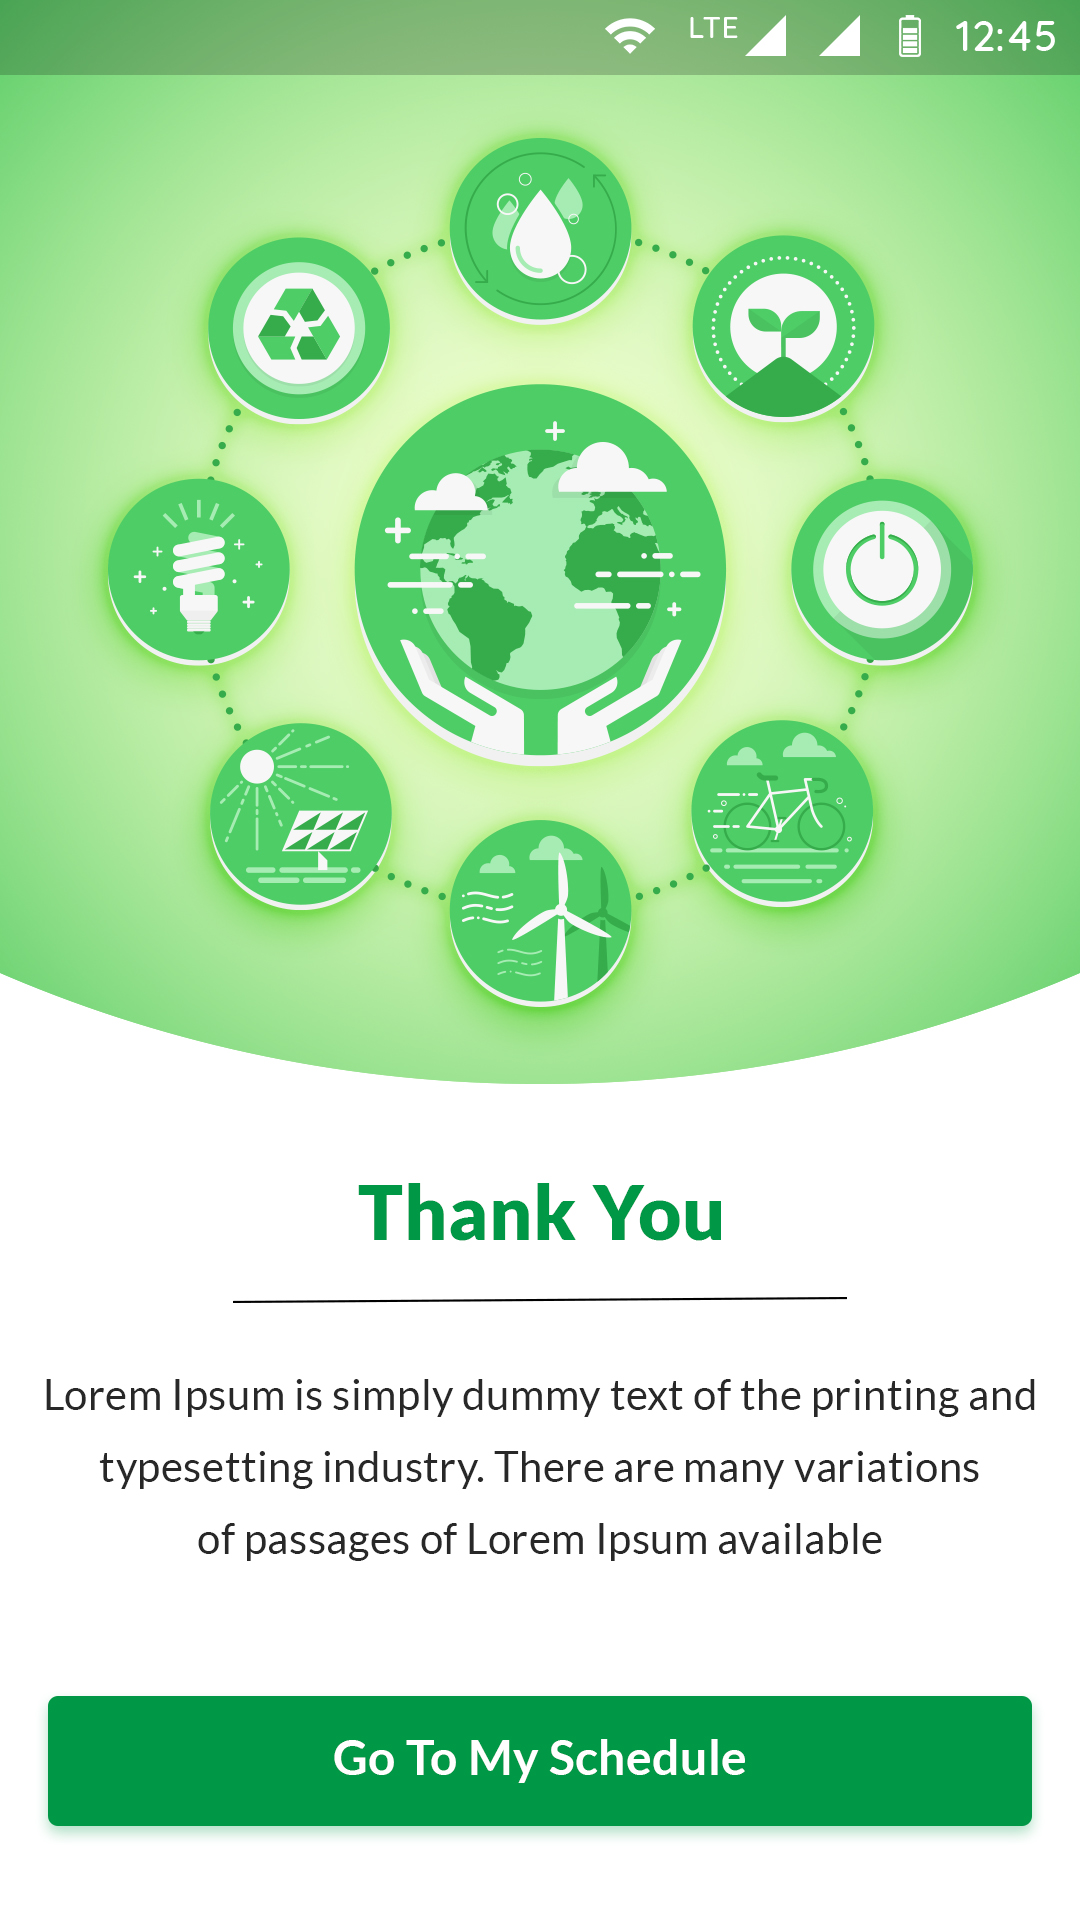 LTE 12:45
Thank You
Lorem Ipsum is simply dummy text of the printing and
typesetting industry. There are many variations
of passages of Lorem Ipsum available
Go To My Schedule